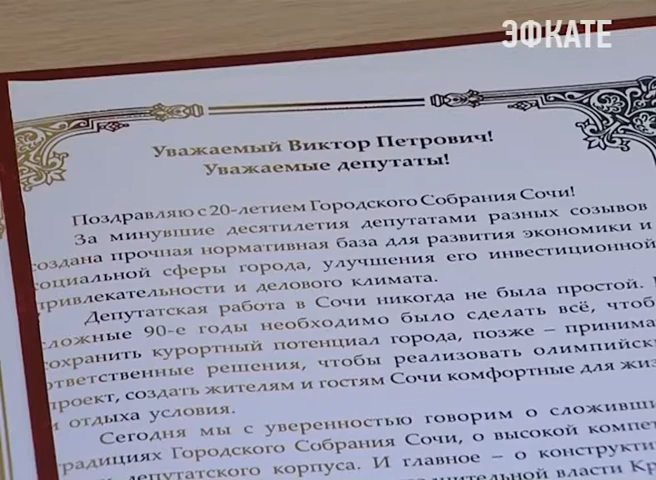 ЭФКАТЕ
Уважаемый Виктор Петрович!
Уважаемые депутаты!
Поздравляю с 20-летием Городского Собрания Сочи!
За минувшие десятилетия депутатами разных созывов
создана прочная нормативная база для развития экономики и
социальной сферы города, улучшения его инвестиционной
привлекательности и делового климата.
Депутатская работа в Сочи никогда не была простой.
сложные 90-е годы необходимо было сделать всё, чтоб
сохранить курортный потенциал города, позже – принима
ответственные решения, чтобы реализовать олимпийски
проект, создать жителям и гостям Сочи комфортные для жиз
и отдыха условия.
Сегодня мы с уверенностью говорим о сложивши
традициях Городского Собрания Сочи, о высокой компет
депутатского корпуса. И главное – о конструктив
нительной власти Кр